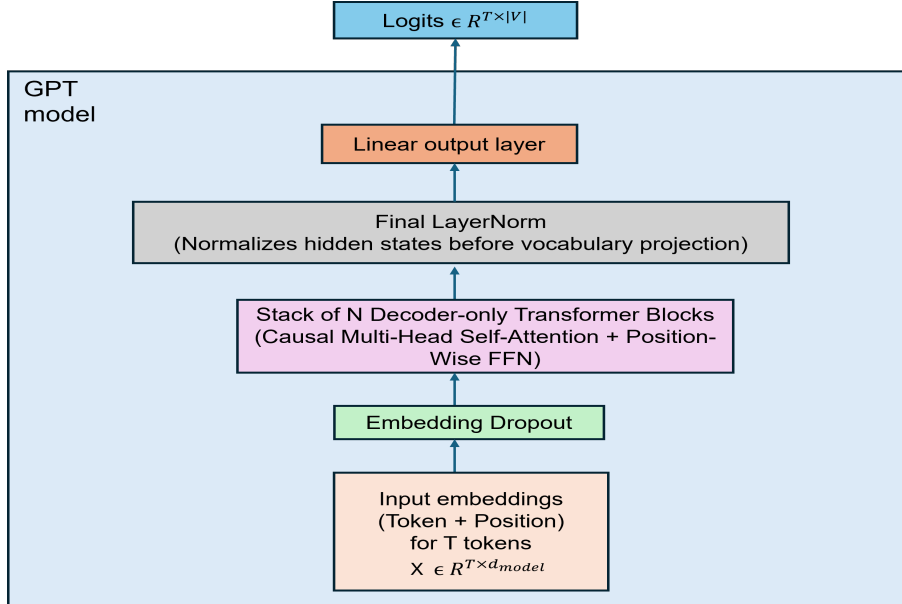 Logits ϵ R^{T×|V|}
GPT
model
Linear output layer
Final LayerNorm
(Normalizes hidden states before vocabulary projection)
Stack of N Decoder-only Transformer Blocks
(Causal Multi-Head Self-Attention + Position-
Wise FFN)
Embedding Dropout
Input embeddings
(Token + Position)
for T tokens
X ϵ R^{T×d_{model}}